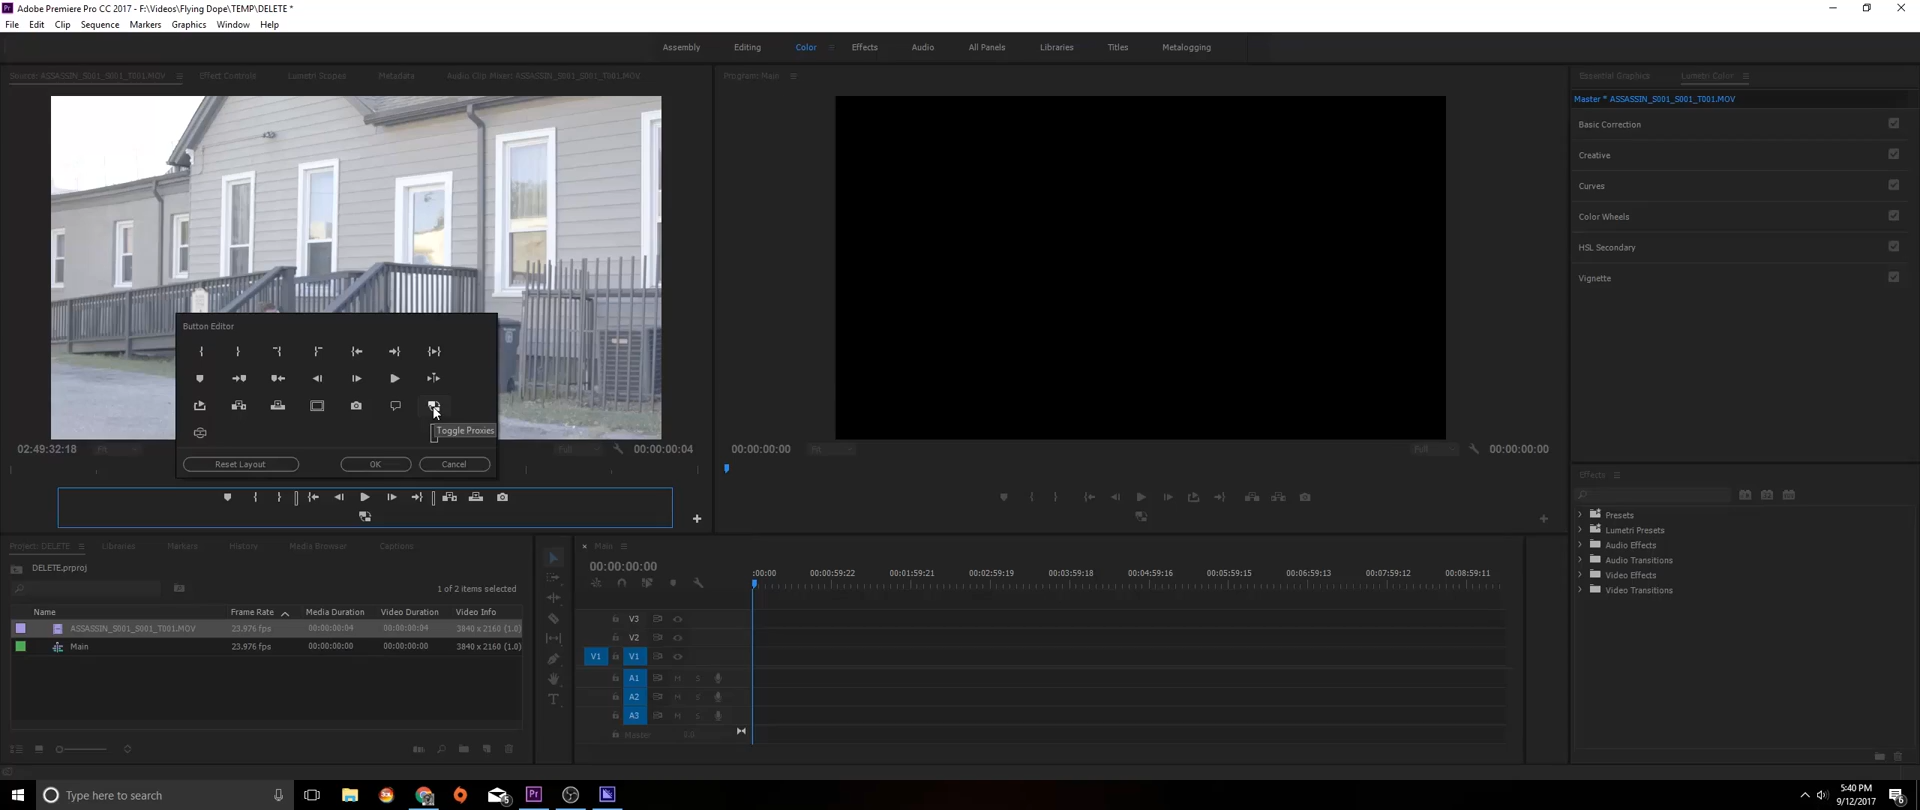 Adobe Premiere Pro CC 2017 - F:\Videos\Flying Dope\TEMP\DELETE *
File Edit Clip Sequence Markers Graphics Window Help
Assembly Editing Color Effects Audio All Panels Libraries Titles Metalogging
Source: ASSASSIN_S001_S001_T001.MOV Effect Controls Lumetri Scopes Metadata Audio Clip Mixer: ASSASSIN_S001_S001_T001.MOV
Program: Main
Essential Graphics Lumetri Color
Master * ASSASSIN_S001_S001_T001.MOV
Basic Correction
Creative
Curves
Color Wheels
HSL Secondary
Vignette
Button Editor
Toggle Proxies
Reset Layout OK Cancel
02:49:32:18 Fit Full 00:00:00:04
00:00:00:00 Fit Full 00:00:00:00
Effects
Presets
Lumetri Presets
Audio Effects
Audio Transitions
Video Effects
Video Transitions
Project: DELETE Libraries Markers History Media Browser Captions
DELETE.prproj
1 of 2 items selected
Name Frame Rate Media Duration Video Duration Video Info
ASSASSIN_S001_S001_T001.MOV 23.976 fps 00:00:00:04 00:00:00:04 3840 x 2160 (1.0)
Main 23.976 fps 00:00:00:00 00:00:00:00 3840 x 2160 (1.0)
× Main
00:00:00:00
:00:00 00:00:59:22 00:01:59:21 00:02:59:19 00:03:59:18 00:04:59:16 00:05:59:15 00:06:59:13 00:07:59:12 00:08:59:11
V3
V2
V1 V1
A1 M S
A2 M S
A3 M S
Master 0.0
Type here to search
5:40 PM
9/12/2017
5
6